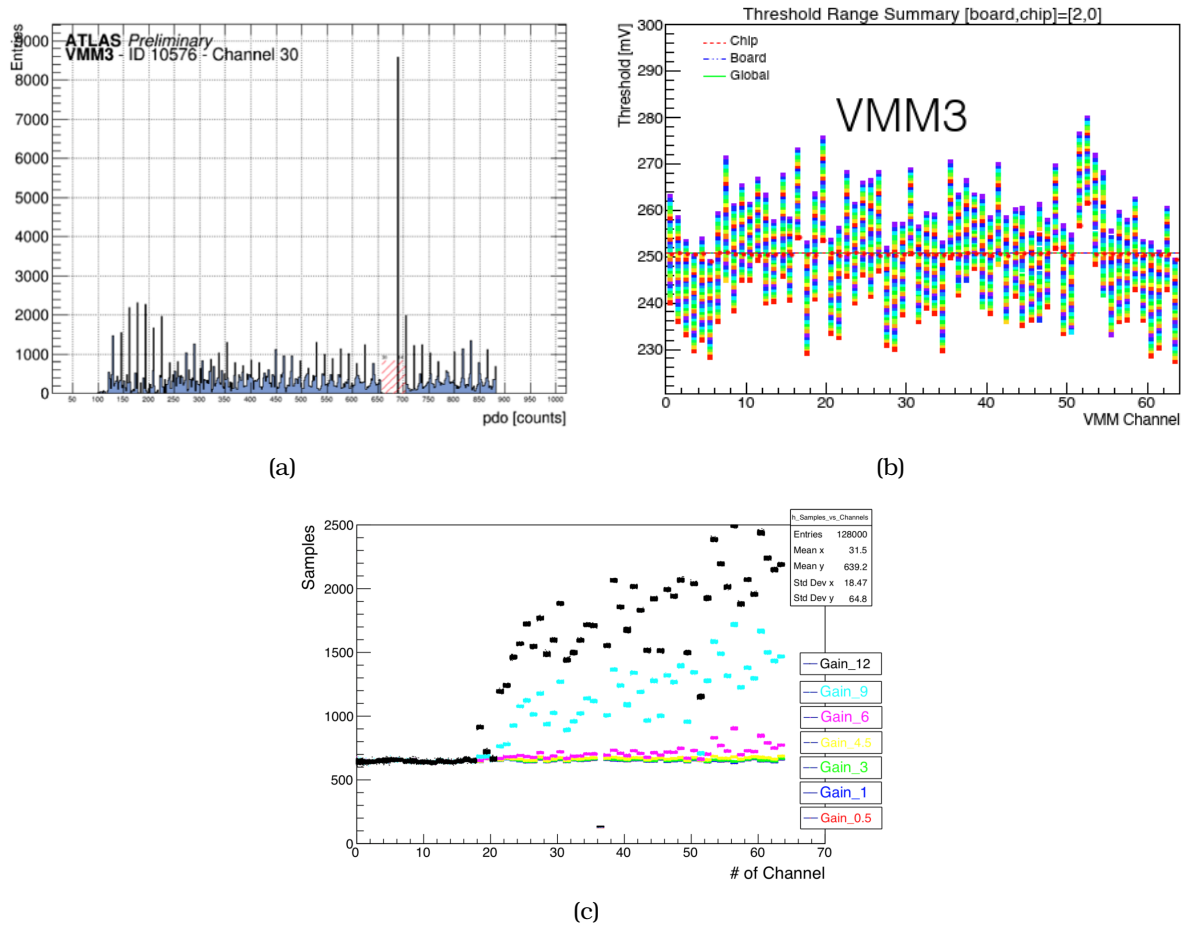 ATLAS Preliminary
VMM3 - ID 10576 - Channel 30
Entries
9000
8000
7000
6000
5000
4000
3000
2000
1000
0
50 100 150 200 250 300 350 400 450 500 550 600 650 700 750 800 850 900 950 1000
pdo [counts]
(a)
Threshold Range Summary [board,chip]=[2,0]
Threshold [mV]
300
290
280
270
260
250
240
230
Chip
Board
Global
VMM3
0 10 20 30 40 50 60
VMM Channel
(b)
Samples
2500
2000
1500
1000
500
0
0 10 20 30 40 50 60 70
# of Channel
h_Samples_vs_Channels
Entries 128000
Mean x 31.5
Mean y 639.2
Std Dev x 18.47
Std Dev y 64.8
Gain_12
Gain_9
Gain_6
Gain_4.5
Gain_3
Gain_1
Gain_0.5
(c)